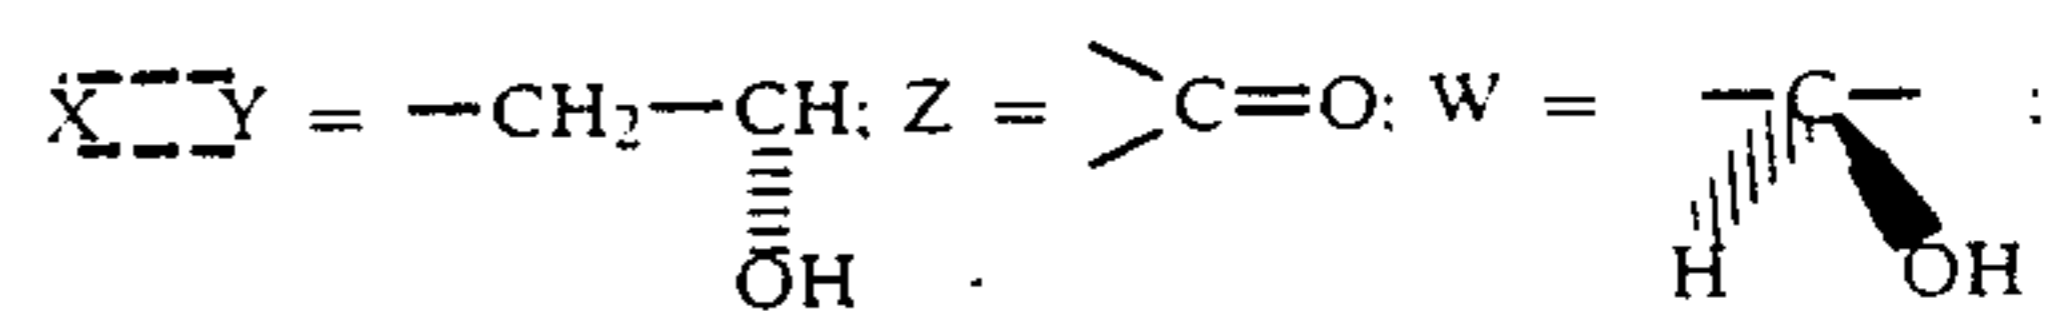 X Y = —CH₂—CH; Z = C=O; W = —C— ;
OH H OH